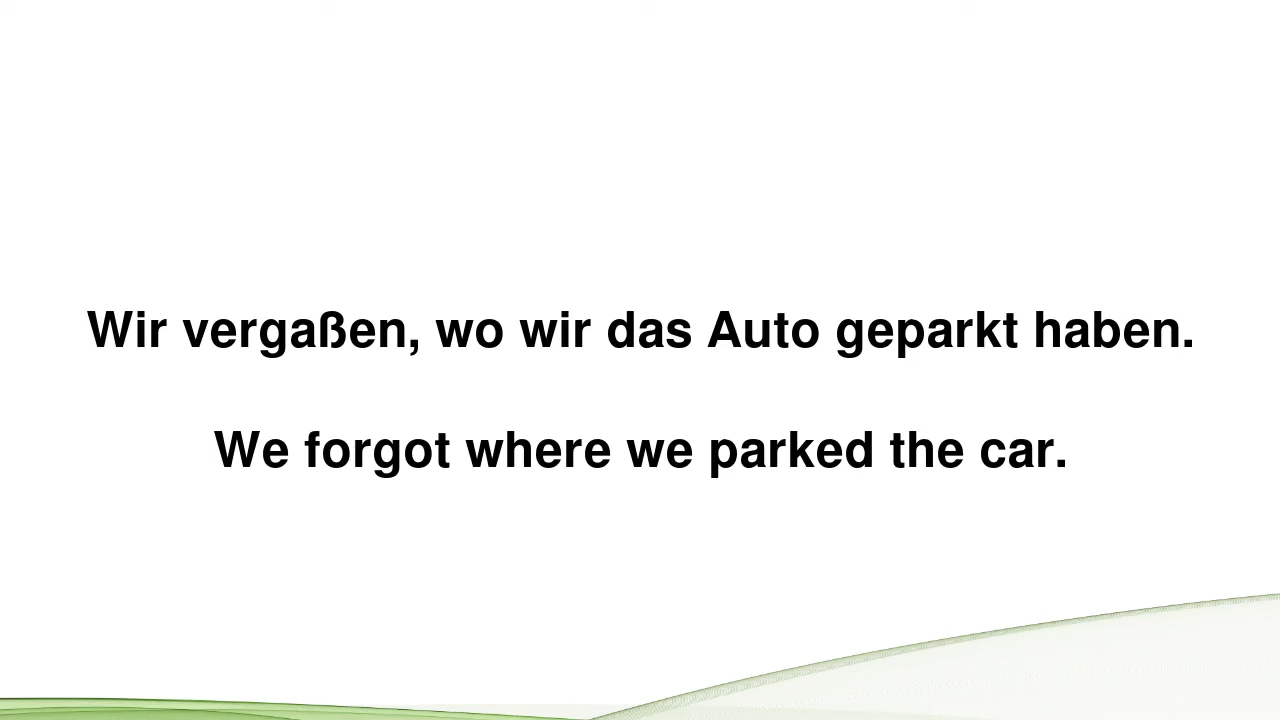 Wir vergaßen, wo wir das Auto geparkt haben.
We forgot where we parked the car.